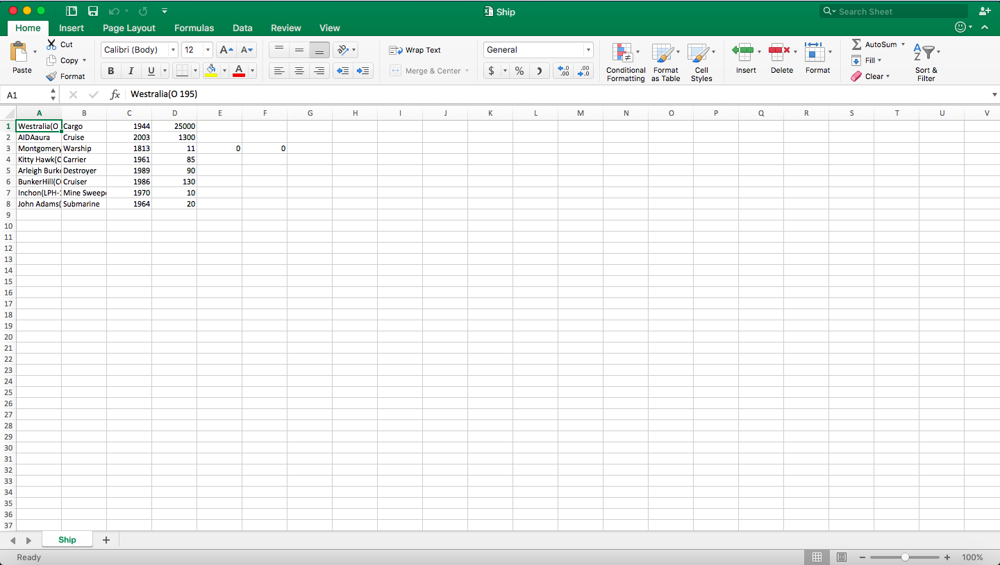 Ship
Search Sheet
Home Insert Page Layout Formulas Data Review View
Paste
Cut
Copy
Format
Calibri (Body) 12 A A
B I U A
Wrap Text
Merge & Center
General
$ % .0 .00 .00 .0
Conditional Formatting
Format as Table
Cell Styles
Insert
Delete
Format
AutoSum
Fill
Clear
A Z
Sort & Filter
A1 fx Westralia(O 195)
A B C D E F G H I J K L M N O P Q R S T U V
1 Westralia(O Cargo 1944 25000
2 AIDAaura Cruise 2003 1300
3 Montgomery Warship 1813 11 0 0
4 Kitty Hawk(C Carrier 1961 85
5 Arleigh Burke Destroyer 1989 90
6 BunkerHill(C Cruiser 1986 130
7 Inchon(LPH-1 Mine Sweepe 1970 10
8 John Adams( Submarine 1964 20
9
10
11
12
13
14
15
16
17
18
19
20
21
22
23
24
25
26
27
28
29
30
31
32
33
34
35
36
37
Ship +
Ready
100%